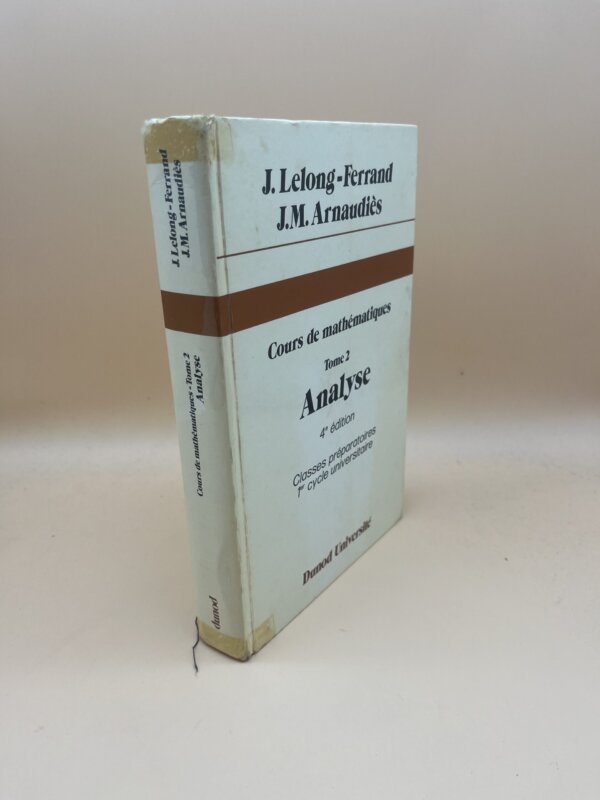 J. Lelong-Ferrand
J.M. Arnaudiès
Cours de mathématiques
Tome 2
Analyse
4e édition
Classes préparatoires
1er cycle universitaire
Dunod Université
J. Lelong-Ferrand
J.M. Arnaudiès
Cours de mathématiques - Tome 2
Analyse
dunod